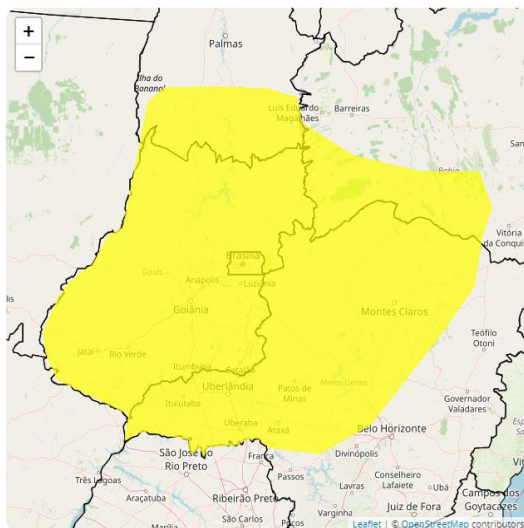 +
−
Palmas
Ilha do
Bananal
Luís Eduardo
Magalhães
Barreiras
Bahia
Vitória
da Conqui
Brasília
Goiás
Anápolis
Luziânia
Goiânia
Montes Claros
Teófilo
Otoni
Jataí
Rio Verde
Itumbiara
Catalão
Uberlândia
Patos de
Minas
Minas Gerais
Ituiutaba
Governador
Valadares
Uberaba
Araxá
Belo Horizonte
São José do
Rio Preto
Franca
Divinópolis
Três Lagoas
Passos
Conselheiro
Lafaiete
Ubá
Araçatuba
Ribeirão Preto
Lavras
Campos dos
Goytacazes
São Carlos
Varginha
Juiz de Fora
Marília
Leaflet | © OpenStreetMap contributors